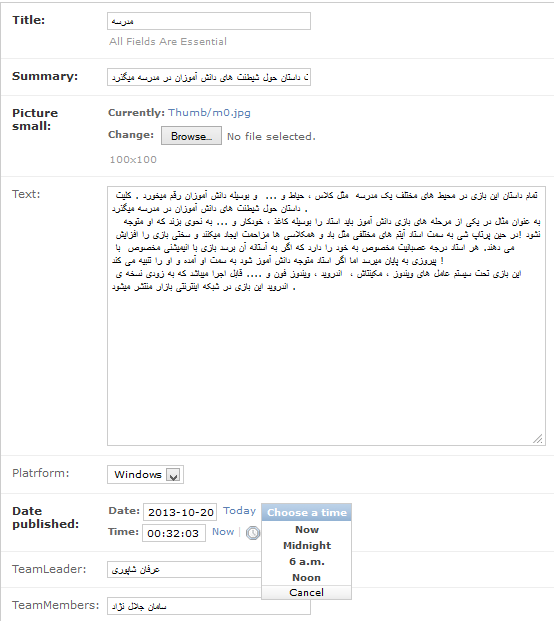 Title:
مدرسه
All Fields Are Essential
Summary:
ت داستان حول شیطنت های دانش آموزان در مدرسه میگذرد
Picture small:
Currently: Thumb/m0.jpg
Change: Browse... No file selected.
100x100
Text:
تمام داستان این بازی در محیط های مختلف یک مدرسه مثل کلاس ، حیاط و ... و بوسیله دانش آموزان رقم میخورد . کلیت
داستان حول شیطنت های دانش آموزان در مدرسه میگذرد .
به عنوان مثال در یکی از مرحله های بازی دانش آموز باید استاد را بوسیله کاغذ ، خودکار و ... به نحوی بزند که او متوجه
نشود !در حین پرتاپ شی به سمت استاد آیتم های مختلفی مثل باد و همکلاسی ها مزاحمت ایجاد میکنند و سختی بازی را افزایش
می دهند. هر استاد درجه عصبانیت مخصوص به خود را دارد که اگر به آستانه آن برسد بازی با انیمیشنی مخصوص با
پیروزی به پایان میرسد اما اگر استاد متوجه دانش آموز شود به سمت او آمده و او را تنبیه می کند !
این بازی تحت سیستم عامل های ویندوز ، مکینتاش ، اندروید ، ویندوز فون و .... قابل اجرا میباشد که به زودی نسخه ی
اندروید این بازی در شبکه اینترنتی بازار منتشر میشود .
Platrform:
Windows
Date published:
Date: 2013-10-20 Today
Time: 00:32:03 Now |
Choose a time
Now
Midnight
6 a.m.
Noon
Cancel
TeamLeader:
عرفان شاپوری
TeamMembers:
سامان جلال نژاد